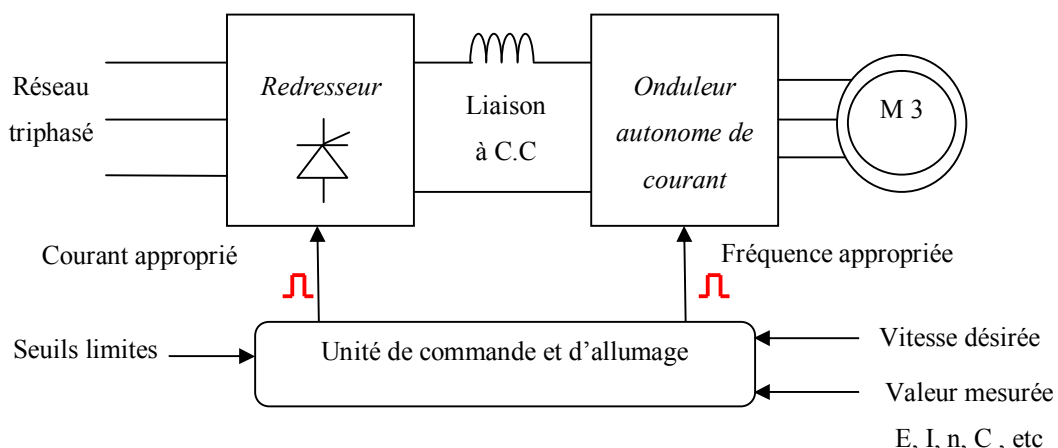 Réseau
triphasé
Redresseur
Liaison
à C.C
Onduleur
autonome de
courant
M 3
Courant approprié
Fréquence appropriée
Seuils limites
Unité de commande et d’allumage
Vitesse désirée
Valeur mesurée
E, I, n, C , etc